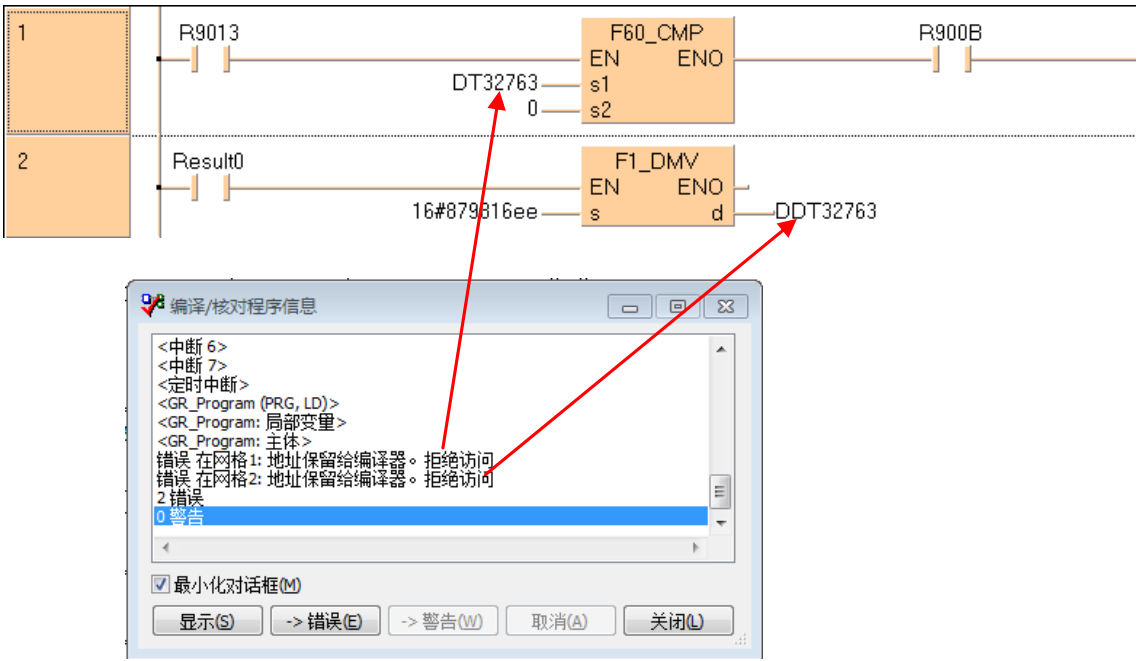 1
R9013
F60_CMP
R900B
EN ENO
DT32763
s1
0
s2
2
Result0
F1_DMV
EN ENO
16#879816ee
s d
DDT32763
编译/核对程序信息
<中断 6>
<中断 7>
<定时中断>
<GR_Program (PRG, LD)>
<GR_Program: 局部变量>
<GR_Program: 主体>
错误 在网格1: 地址保留给编译器。拒绝访问
错误 在网格2: 地址保留给编译器。拒绝访问
2 错误
0 警告
最小化对话框(M)
显示(S)
-> 错误(E)
-> 警告(W)
取消(A)
关闭(L)